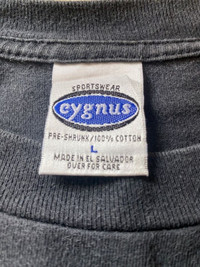 SPORTSWEAR
cygnus
PRE-SHRUNK/100% COTTON
L
MADE IN EL SALVADOR
OVER FOR CARE